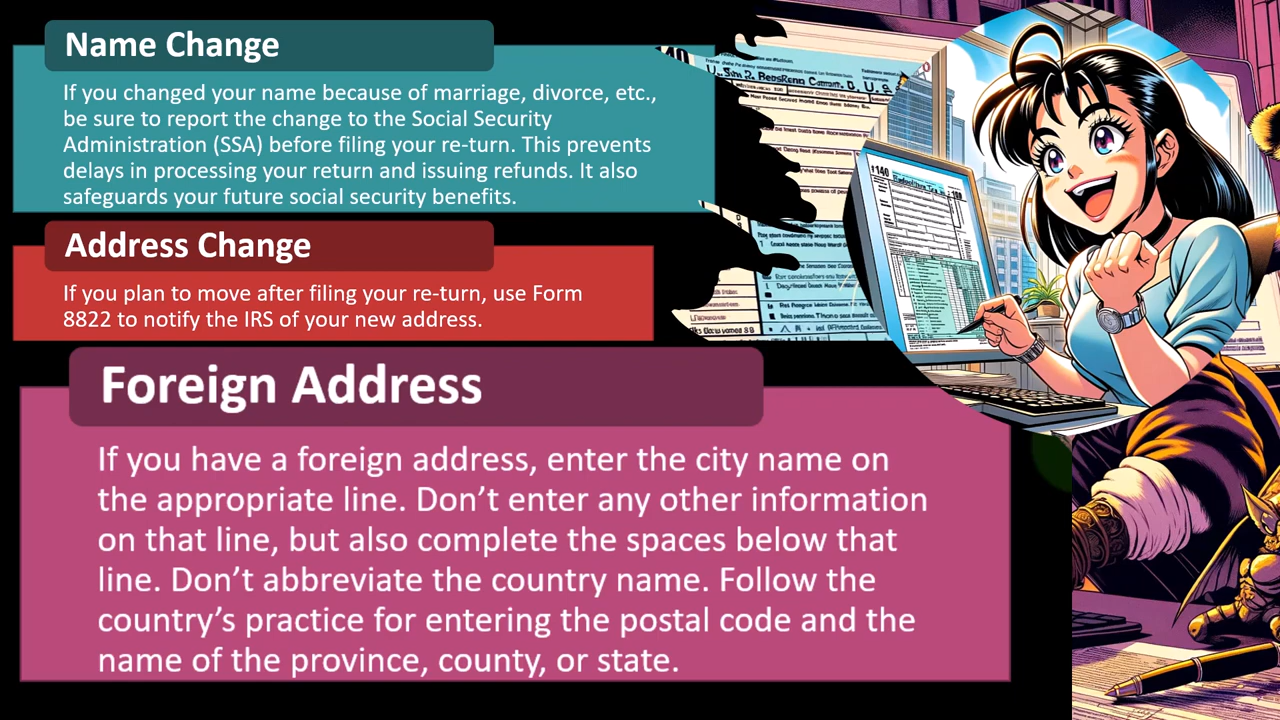 Name Change
If you changed your name because of marriage, divorce, etc.,
be sure to report the change to the Social Security
Administration (SSA) before filing your re-turn. This prevents
delays in processing your return and issuing refunds. It also
safeguards your future social security benefits.
Address Change
If you plan to move after filing your re-turn, use Form
8822 to notify the IRS of your new address.
Foreign Address
If you have a foreign address, enter the city name on
the appropriate line. Don’t enter any other information
on that line, but also complete the spaces below that
line. Don’t abbreviate the country name. Follow the
country’s practice for entering the postal code and the
name of the province, county, or state.